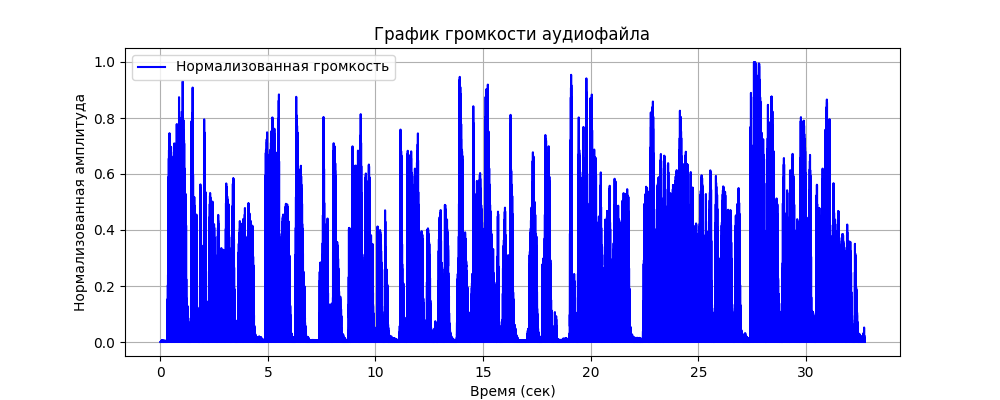 График громкости аудиофайла
Нормализованная громкость
Нормализованная амплитуда
1.0
0.8
0.6
0.4
0.2
0.0
0 5 10 15 20 25 30
Время (сек)